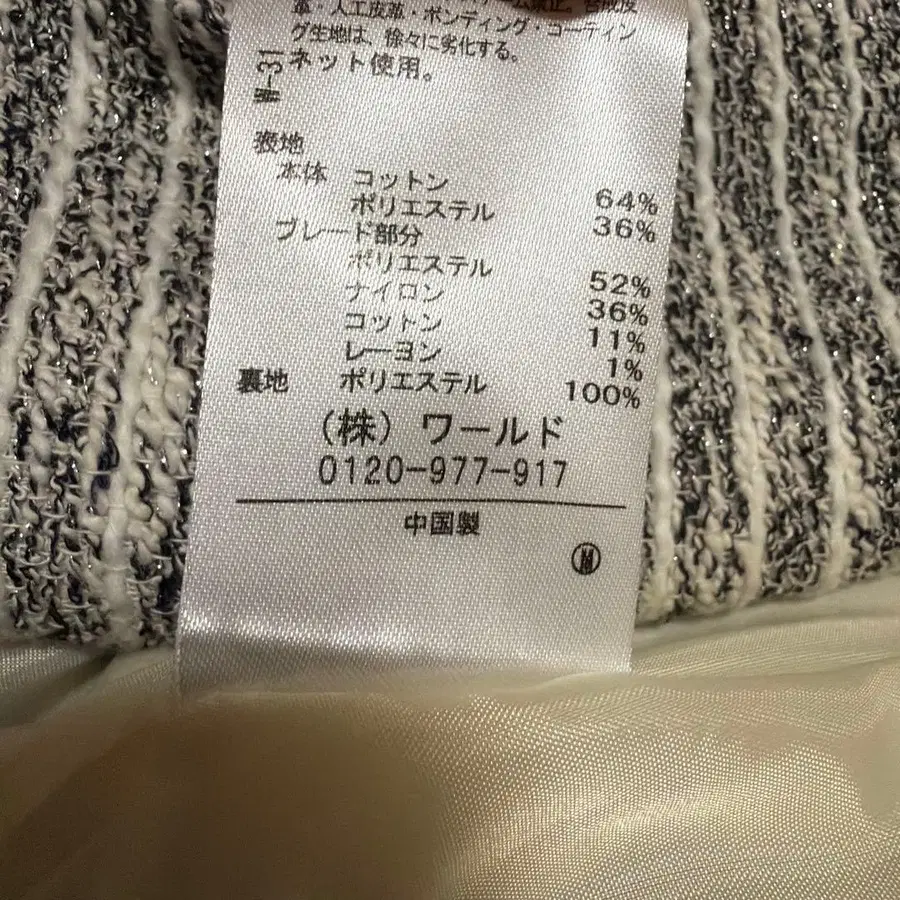 革・人工皮革・ボンディング・コーティン
グ生地は、徐々に劣化する。
ネット使用。
表地
本体 コットン 64%
ポリエステル 36%
ブレード部分
ポリエステル 52%
ナイロン 36%
コットン 11%
レーヨン 1%
裏地 ポリエステル 100%
(株) ワールド
0120-977-917
中国製
M